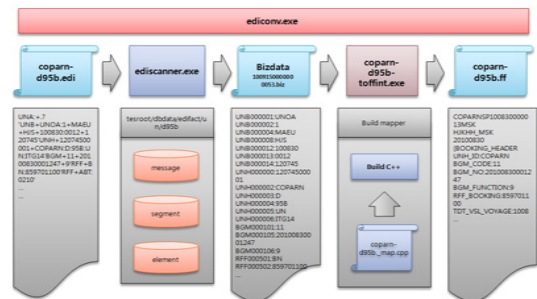 ediconv.exe
coparn-
d95b.edi
ediscanner.exe
Bizdata
100915000000
0053.biz
coparn-
d95b-
toffint.exe
coparn-
d95b.ff
UNA:+.?
'UNB+UNOA:1+MAEU
+HJS+100830:0012+1
20745'UNH+12074500
001+COPARN:D:95B:U
N:ITG14'BGM+11+201
00830001247+9'RFF+B
N:859701100'RFF+ABT:
0210'
...
...
tesroot/dbdata/edifact/u
n/d95b
message
segment
element
UNB000001:UNOA
UNB000002:1
UNB000004:MAEU
UNB000008:HJS
UNB000012:100830
UNB000013:0012
UNB000014:120745
UNH000000:120745000
01
UNH000002:COPARN
UNH000003:D
UNH000004:95B
UNH000005:UN
UNH000006:ITG14
BGM000101:11
BGM000105:201008300
01247
BGM000106:9
RFF000501:BN
RFF000502:859701100
...
Build mapper
Build C++
coparn-
d95b._map.cpp
COPARNSP1008300000
13MSK
HJKHH_MSK
20100830
{BOOKING_HEADER
UNH_ID:COPARN
BGM_CODE:11
BGM_NO:201008300012
47
BGM_FUNCTION:9
RFF_BOOKING:8597011
00
TDT_VSL_VOYAGE:1008
...